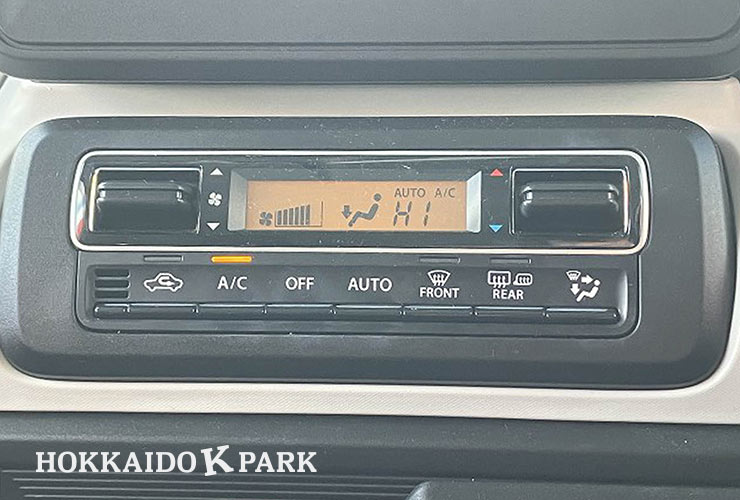 AUTO A/C
HI
A/C OFF AUTO FRONT REAR
HOKKAIDO K PARK